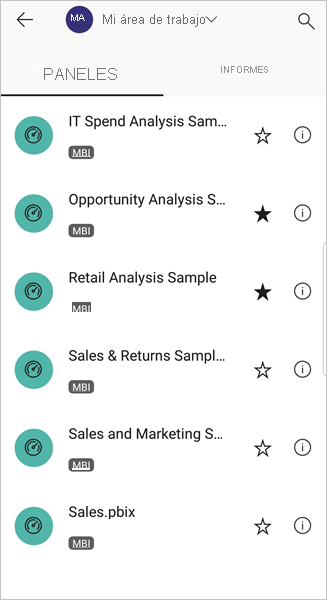 MA Mi área de trabajo
PANELES INFORMES
IT Spend Analysis Sam...
MBI
Opportunity Analysis S...
MBI
Retail Analysis Sample
MBI
Sales & Returns Sampl...
MBI
Sales and Marketing S...
MBI
Sales.pbix
MBI